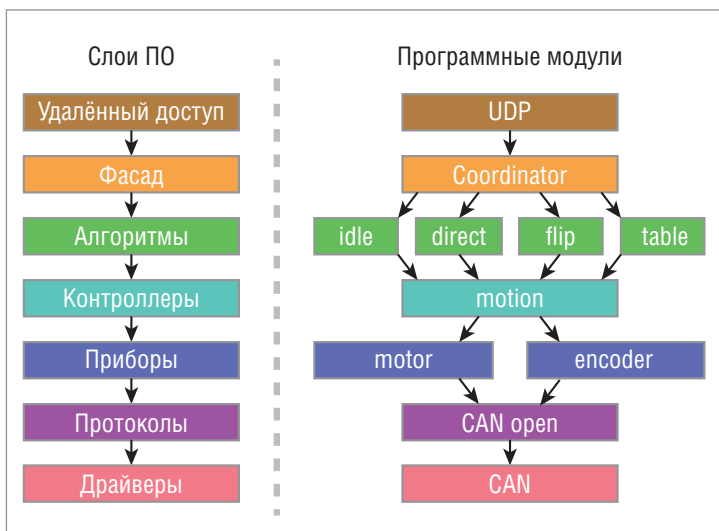 Слои ПО
Удалённый доступ
Фасад
Алгоритмы
Контроллеры
Приборы
Протоколы
Драйверы
Программные модули
UDP
Coordinator
idle direct flip table
motion
motor encoder
CAN open
CAN